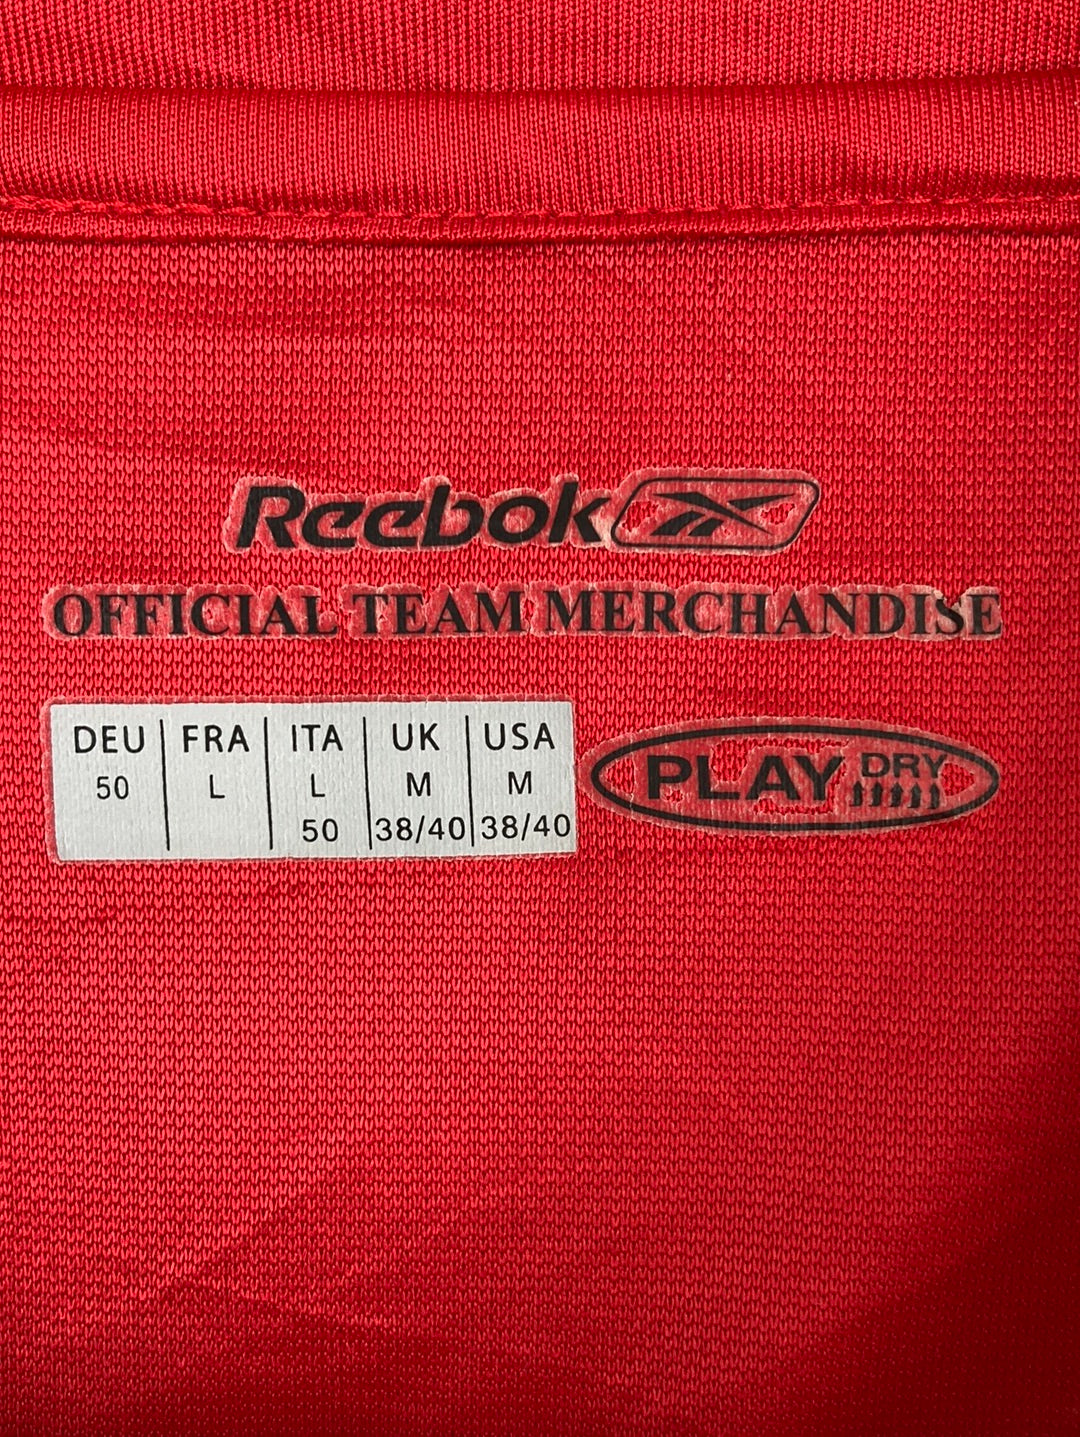 Reebok
OFFICIAL TEAM MERCHANDISE
DEU FRA ITA UK USA
50 L L M M
50 38/40 38/40
PLAY DRY